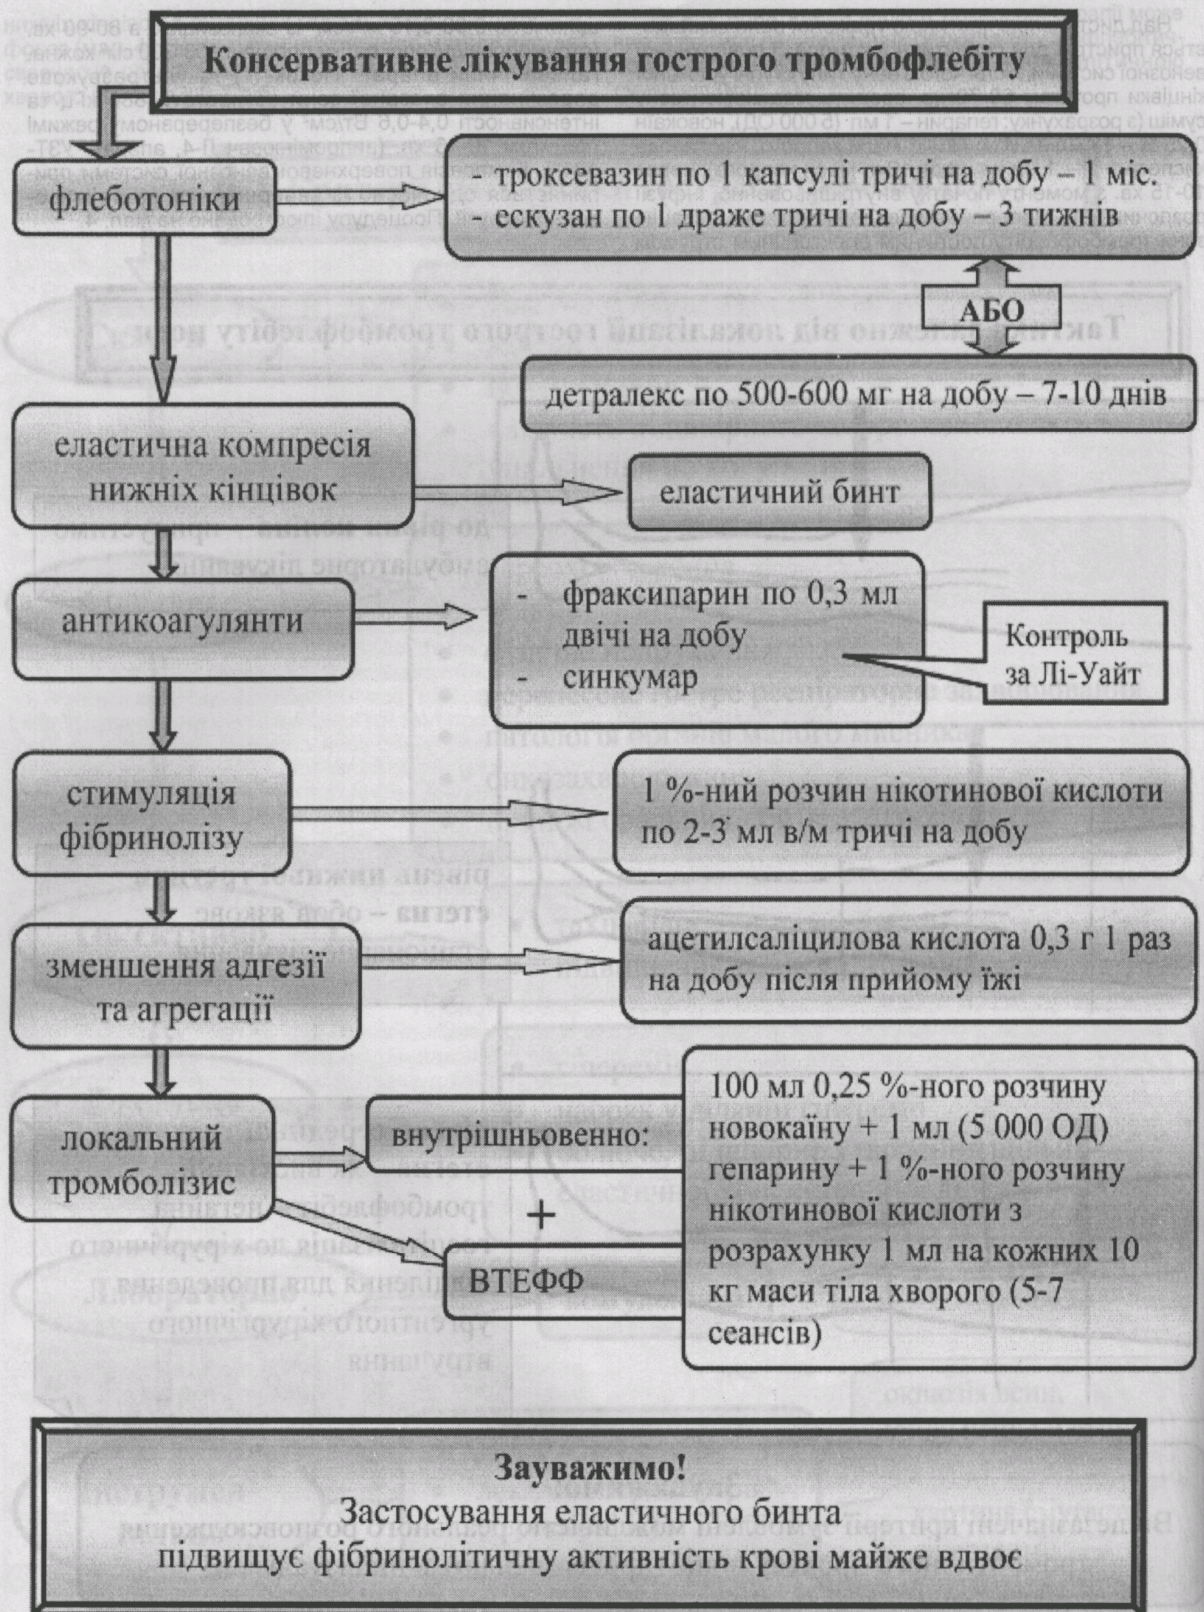 Консервативне лікування гострого тромбофлебіту
флеботоніки
- троксевазин по 1 капсулі тричі на добу – 1 міс.
- ескузан по 1 драже тричі на добу – 3 тижнів
АБО
детралекс по 500-600 мг на добу – 7-10 днів
еластична компресія
нижніх кінцівок
еластичний бинт
антикоагулянти
- фраксипарин по 0,3 мл
двічі на добу
- синкумар
Контроль
за Лі-Уайт
стимуляція
фібринолізу
1 %-ний розчин нікотинової кислоти
по 2-3 мл в/м тричі на добу
зменшення адгезії
та агрегації
ацетилсаліцилова кислота 0,3 г 1 раз
на добу після прийому їжі
локальний
тромболізис
внутрішньовенно:
+
ВТЕФФ
100 мл 0,25 %-ного розчину
новокаїну + 1 мл (5 000 ОД)
гепарину + 1 %-ного розчину
нікотинової кислоти з
розрахунку 1 мл на кожних 10
кг маси тіла хворого (5-7
сеансів)
Зауважимо!
Застосування еластичного бинта
підвищує фібринолітичну активність крові майже вдвоє